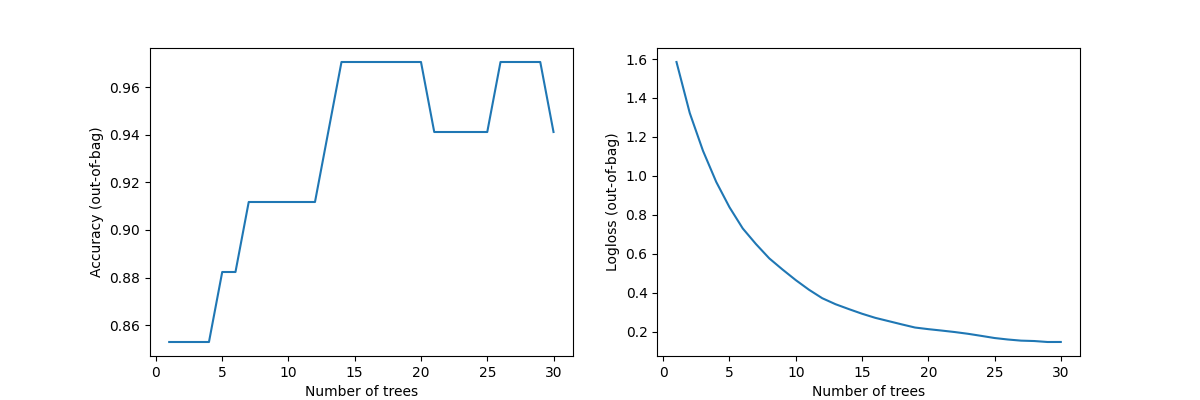 0.96
0.94
0.92
0.90
0.88
0.86
Accuracy (out-of-bag)
0 5 10 15 20 25 30
Number of trees
1.6
1.4
1.2
1.0
0.8
0.6
0.4
0.2
Logloss (out-of-bag)
0 5 10 15 20 25 30
Number of trees